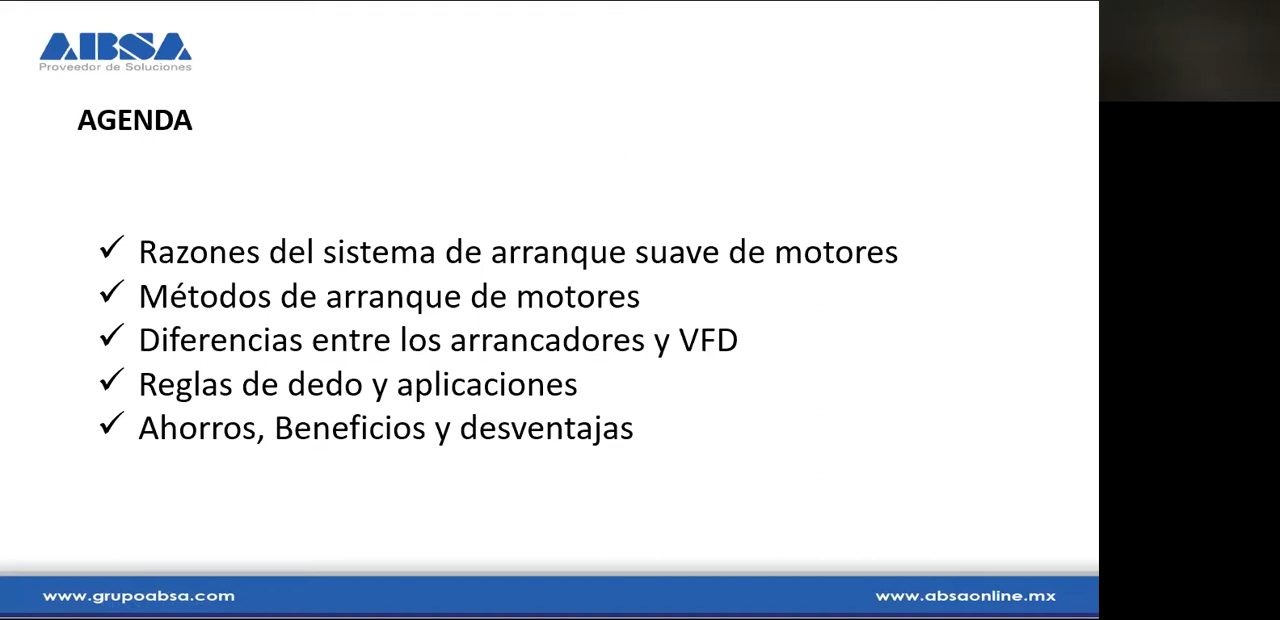 ABSA
Proveedor de Soluciones
AGENDA
✓ Razones del sistema de arranque suave de motores
✓ Métodos de arranque de motores
✓ Diferencias entre los arrancadores y VFD
✓ Reglas de dedo y aplicaciones
✓ Ahorros, Beneficios y desventajas
www.grupoabsa.com
www.absaonline.mx